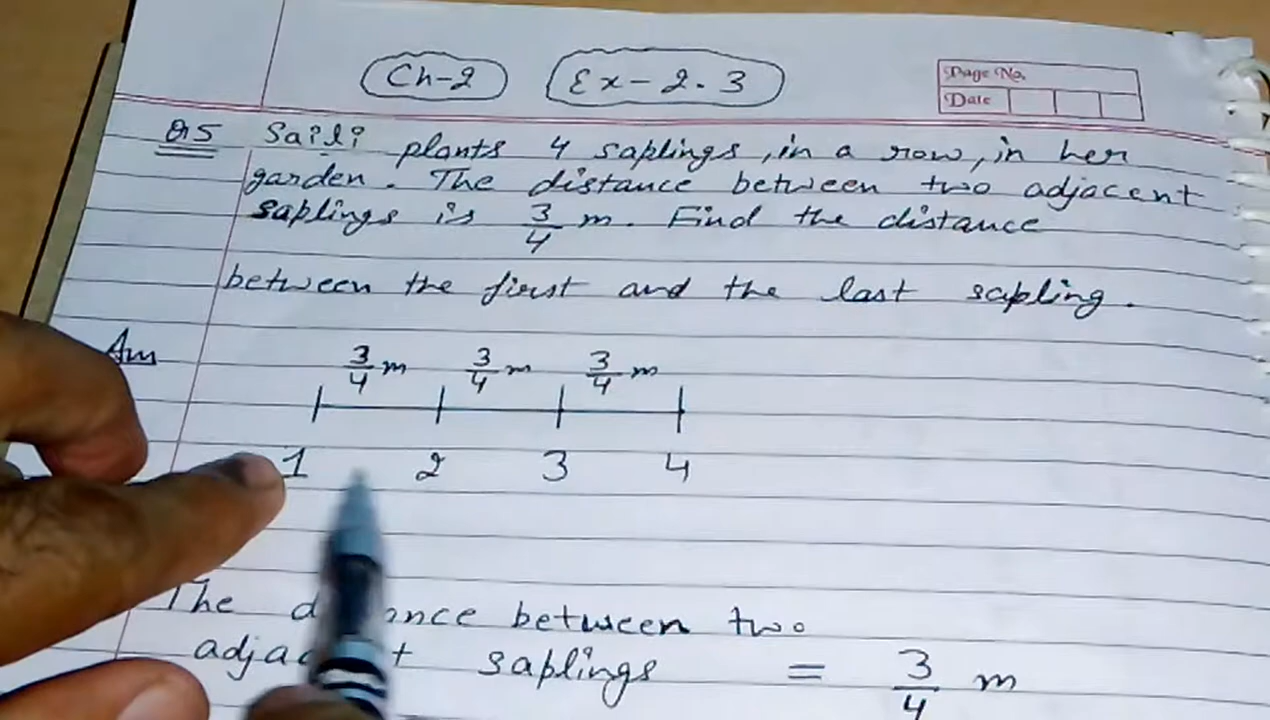 Ch-2 Ex-2.3
Page No.
Date
Q5 Saili plants 4 saplings, in a row, in her
garden. The distance between two adjacent
saplings is 3/4 m. Find the distance
between the first and the last sapling.
Ans
3/4 m 3/4 m 3/4 m
1 2 3 4
The between two
saplings = 3/4 m